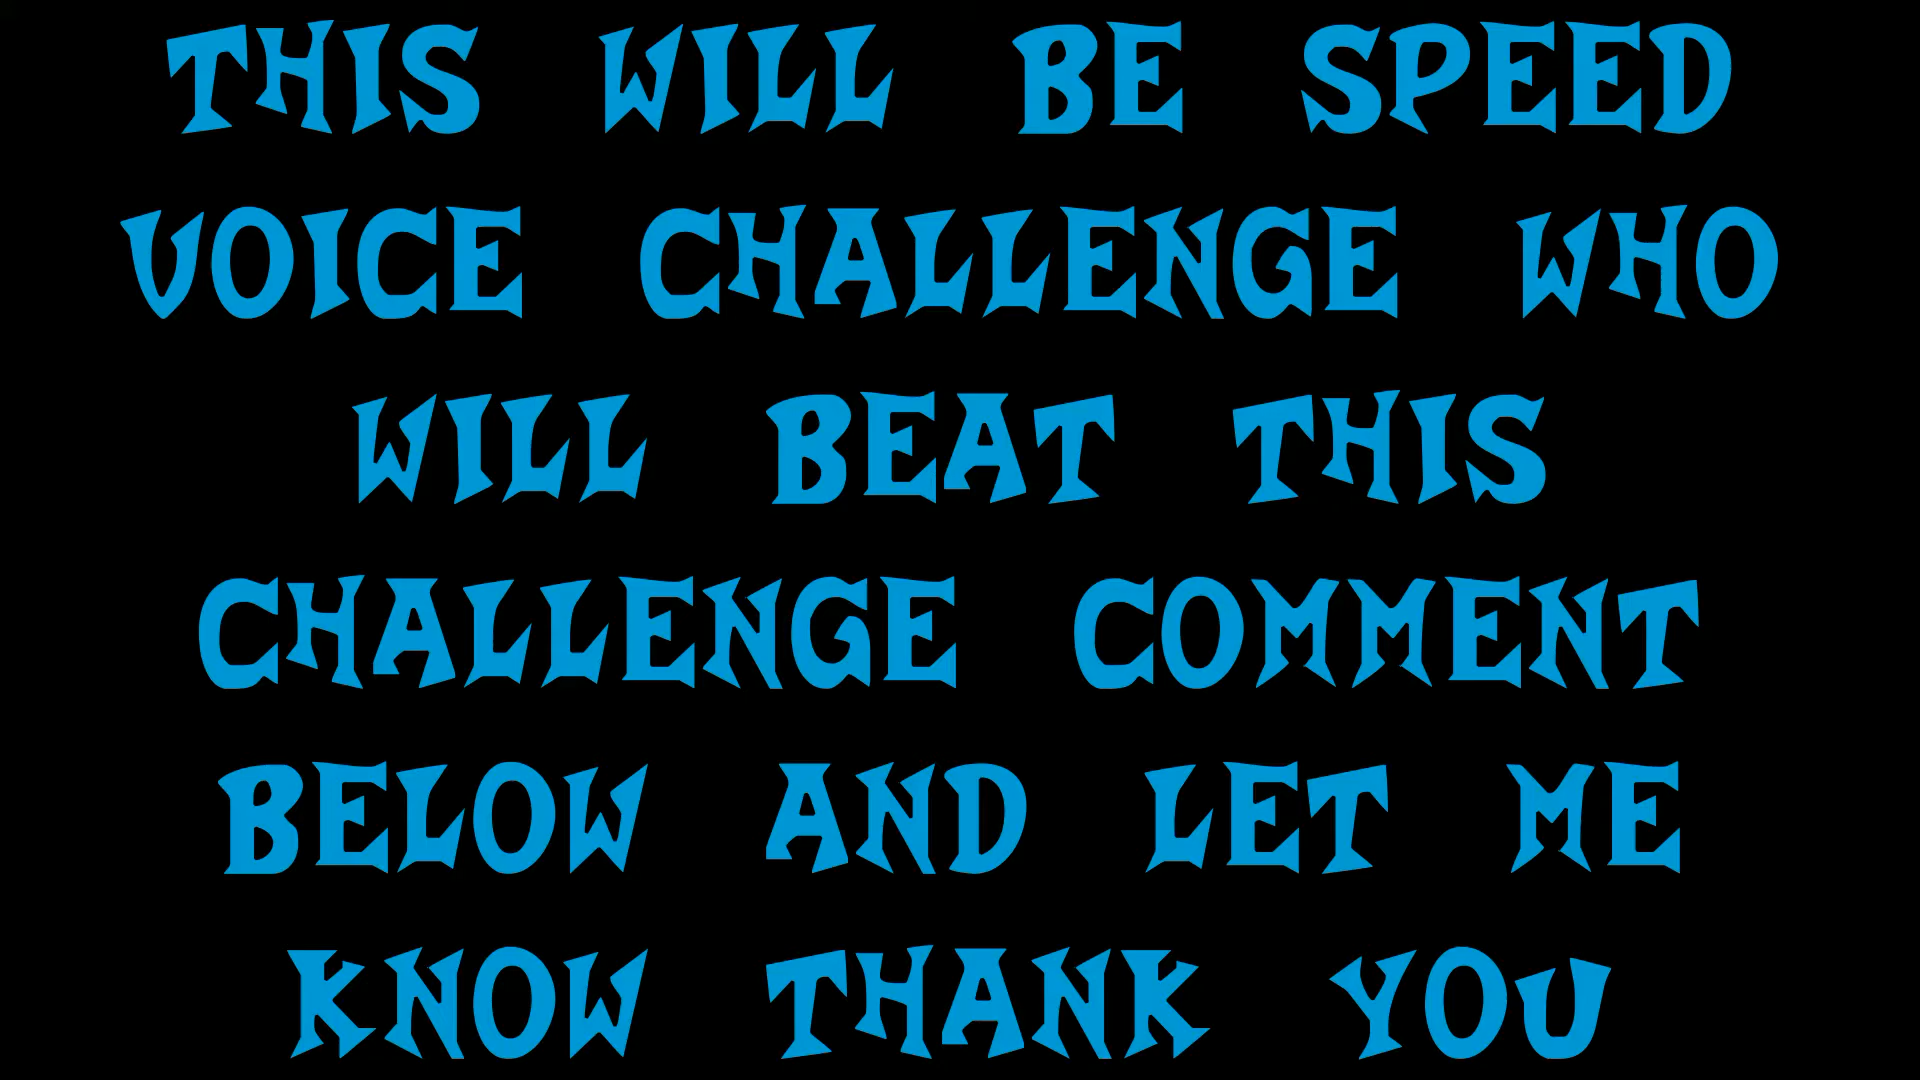 THIS WILL BE SPEED
VOICE CHALLENGE WHO
WILL BEAT THIS
CHALLENGE COMMENT
BELOW AND LET ME
KNOW THANK YOU